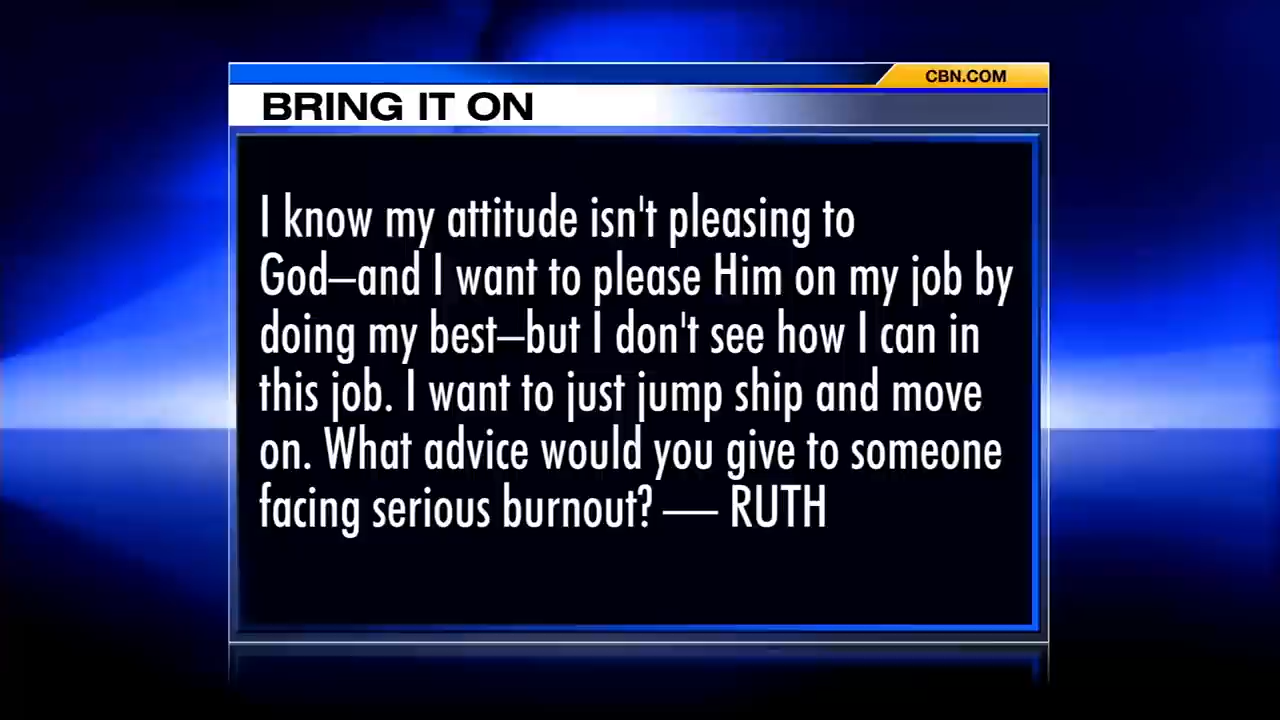 CBN.COM
BRING IT ON
I know my attitude isn't pleasing to
God–and I want to please Him on my job by
doing my best–but I don't see how I can in
this job. I want to just jump ship and move
on. What advice would you give to someone
facing serious burnout? — RUTH